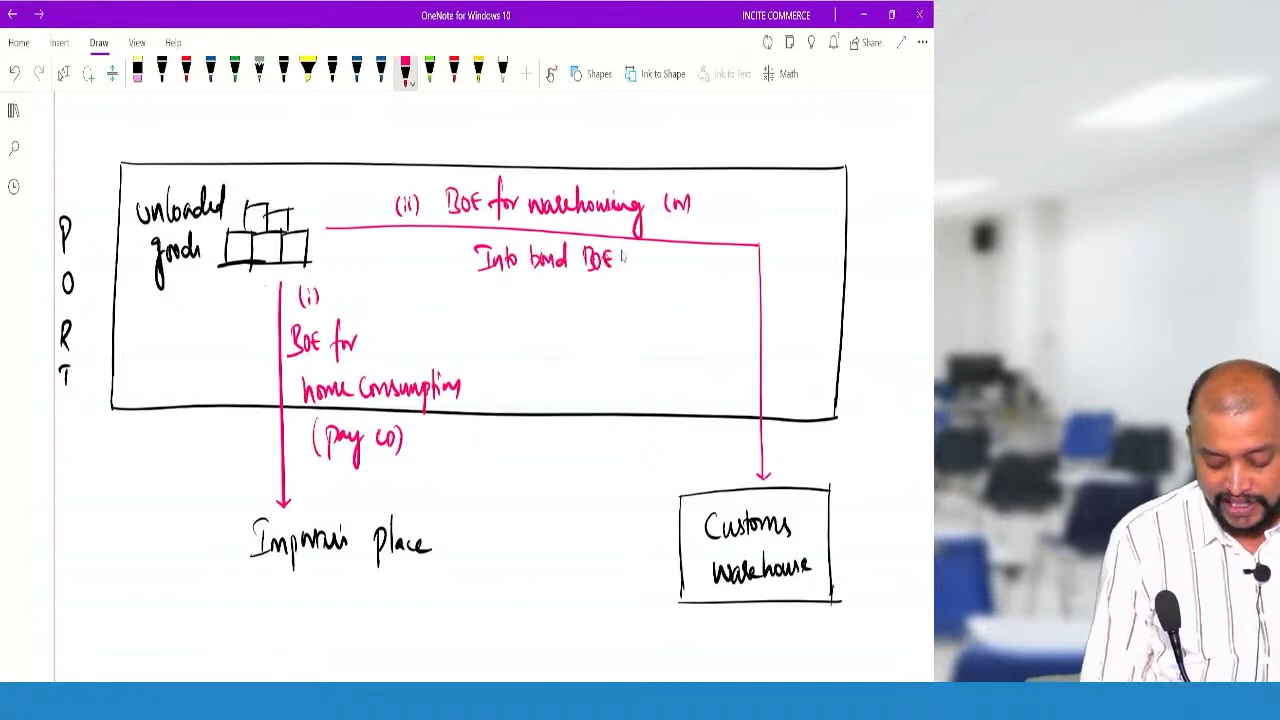 OneNote for Windows 10
INCITE COMMERCE
Home Insert Draw View Help
Share
Shapes
Ink to Shape
Ink to Text
Math
PORT
unloaded
goods
(ii) BOE for warehousing (or)
Into bond BOE
(i)
BOE for
home consumption
(pay CD)
Importer's place
Customs
warehouse